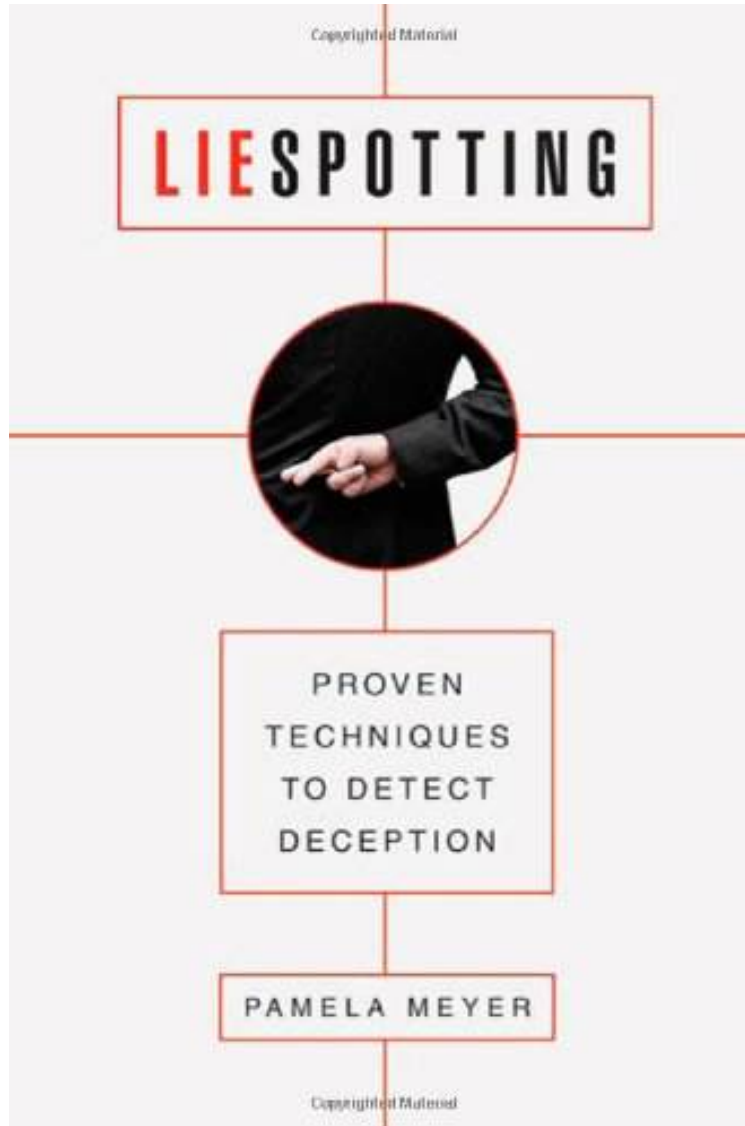 Copyrighted Material
LIESPOTTING
PROVEN
TECHNIQUES
TO DETECT
DECEPTION
PAMELA MEYER
Copyrighted Material